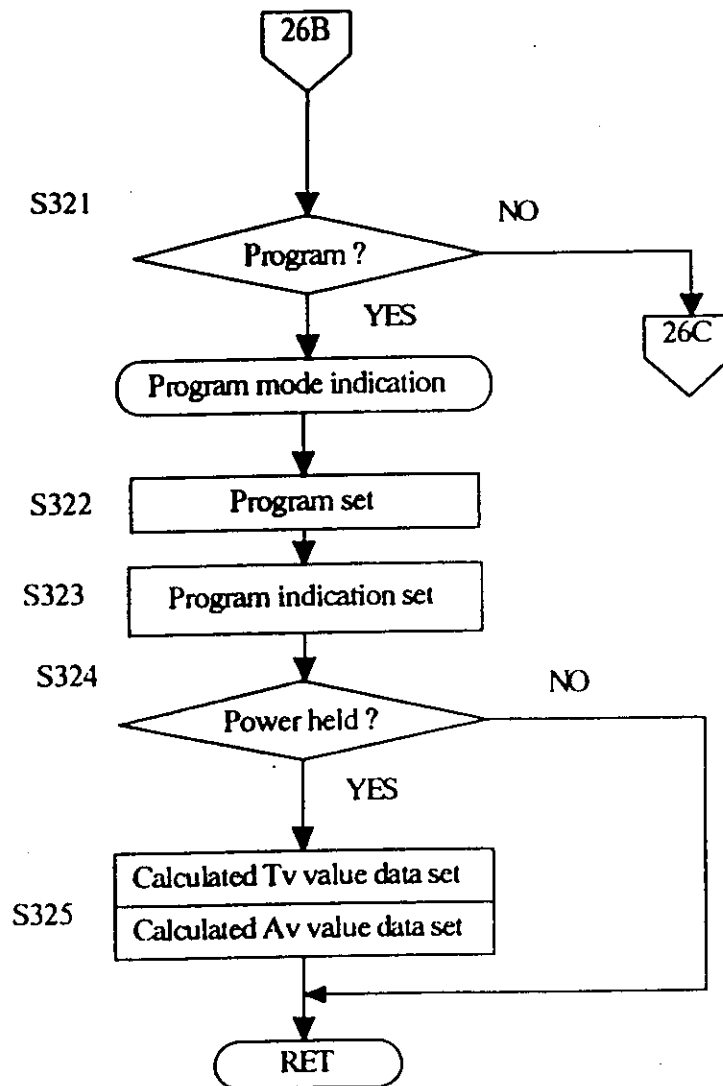 26B
S321
NO
Program ?
YES
26C
Program mode indication
S322
Program set
S323
Program indication set
S324
NO
Power held ?
YES
Calculated Tv value data set
S325
Calculated Av value data set
RET